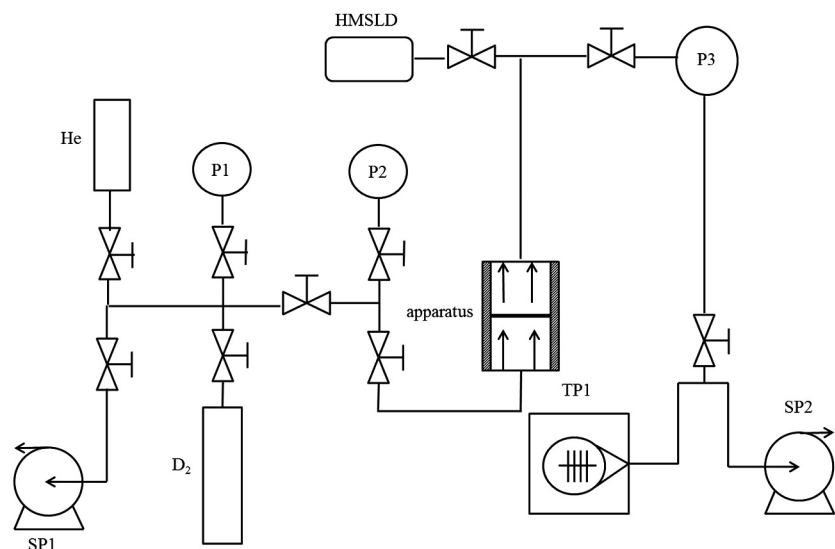 HMSLD
P3
He
P1
P2
apparatus
TP1
SP2
D₂
SP1